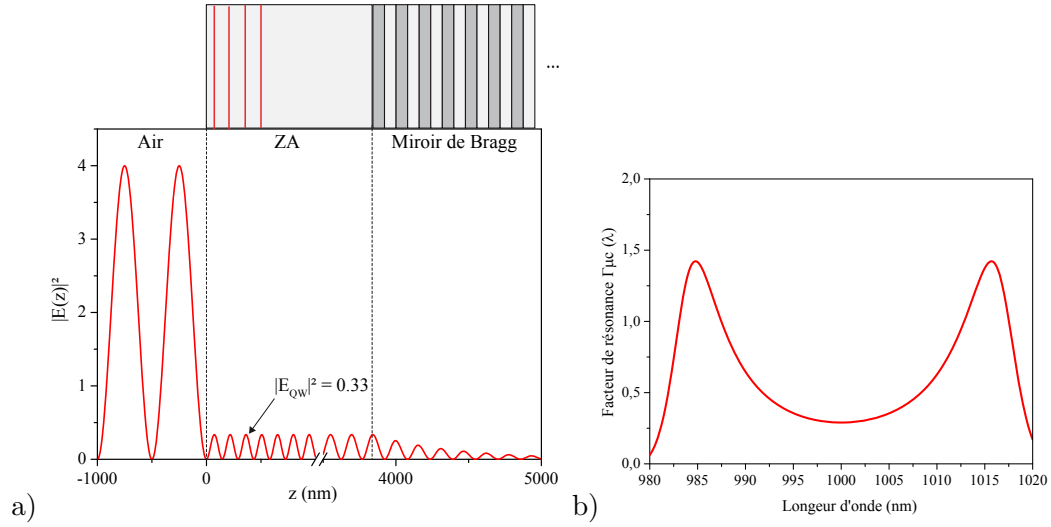 ...
Air
ZA
Miroir de Bragg
4
3
2
1
0
|E(z)|²
|E_QW|² = 0.33
-1000
0
4000
5000
z (nm)
a)
2,0
1,5
1,0
0,5
0,0
Facteur de résonance Γμc (λ)
980
985
990
995
1000
1005
1010
1015
1020
Longeur d'onde (nm)
b)